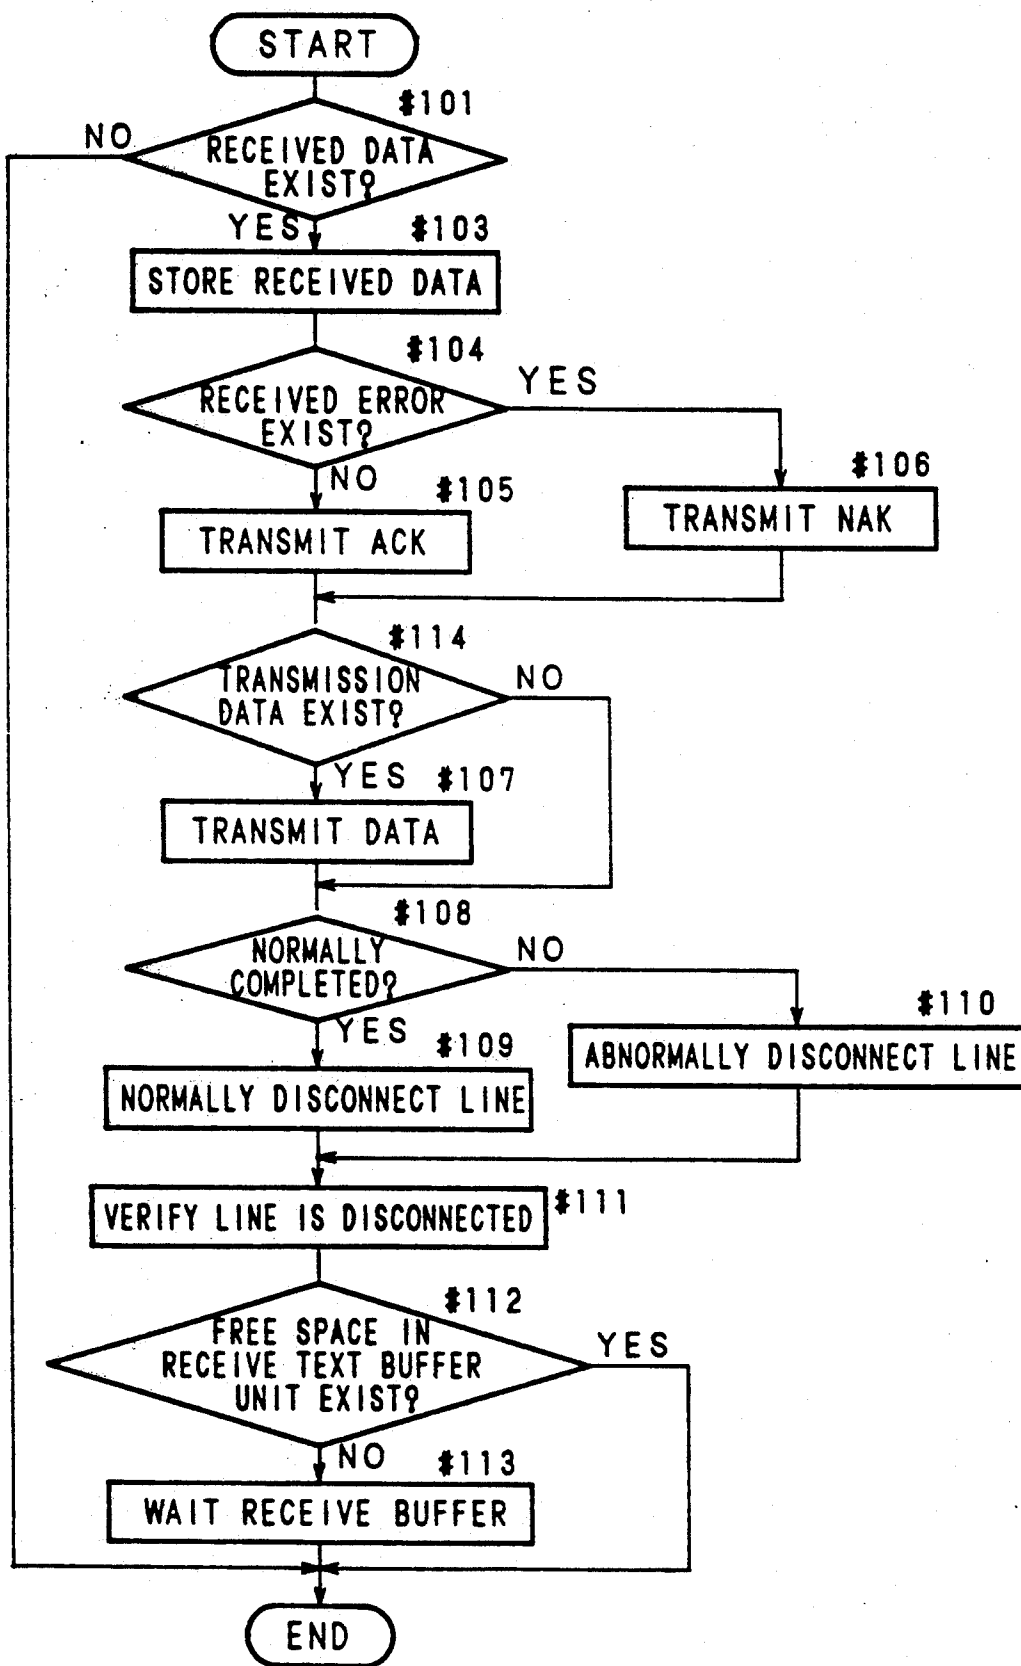 START
#101
NO
RECEIVED DATA
EXIST?
YES
#103
STORE RECEIVED DATA
#104
RECEIVED ERROR
EXIST?
YES
NO
#105
#106
TRANSMIT ACK
TRANSMIT NAK
#114
TRANSMISSION
DATA EXIST?
NO
YES
#107
TRANSMIT DATA
#108
NORMALLY
COMPLETED?
NO
YES
#109
#110
NORMALLY DISCONNECT LINE
ABNORMALLY DISCONNECT LINE
VERIFY LINE IS DISCONNECTED
#111
#112
FREE SPACE IN
RECEIVE TEXT BUFFER
UNIT EXIST?
YES
NO
#113
WAIT RECEIVE BUFFER
END